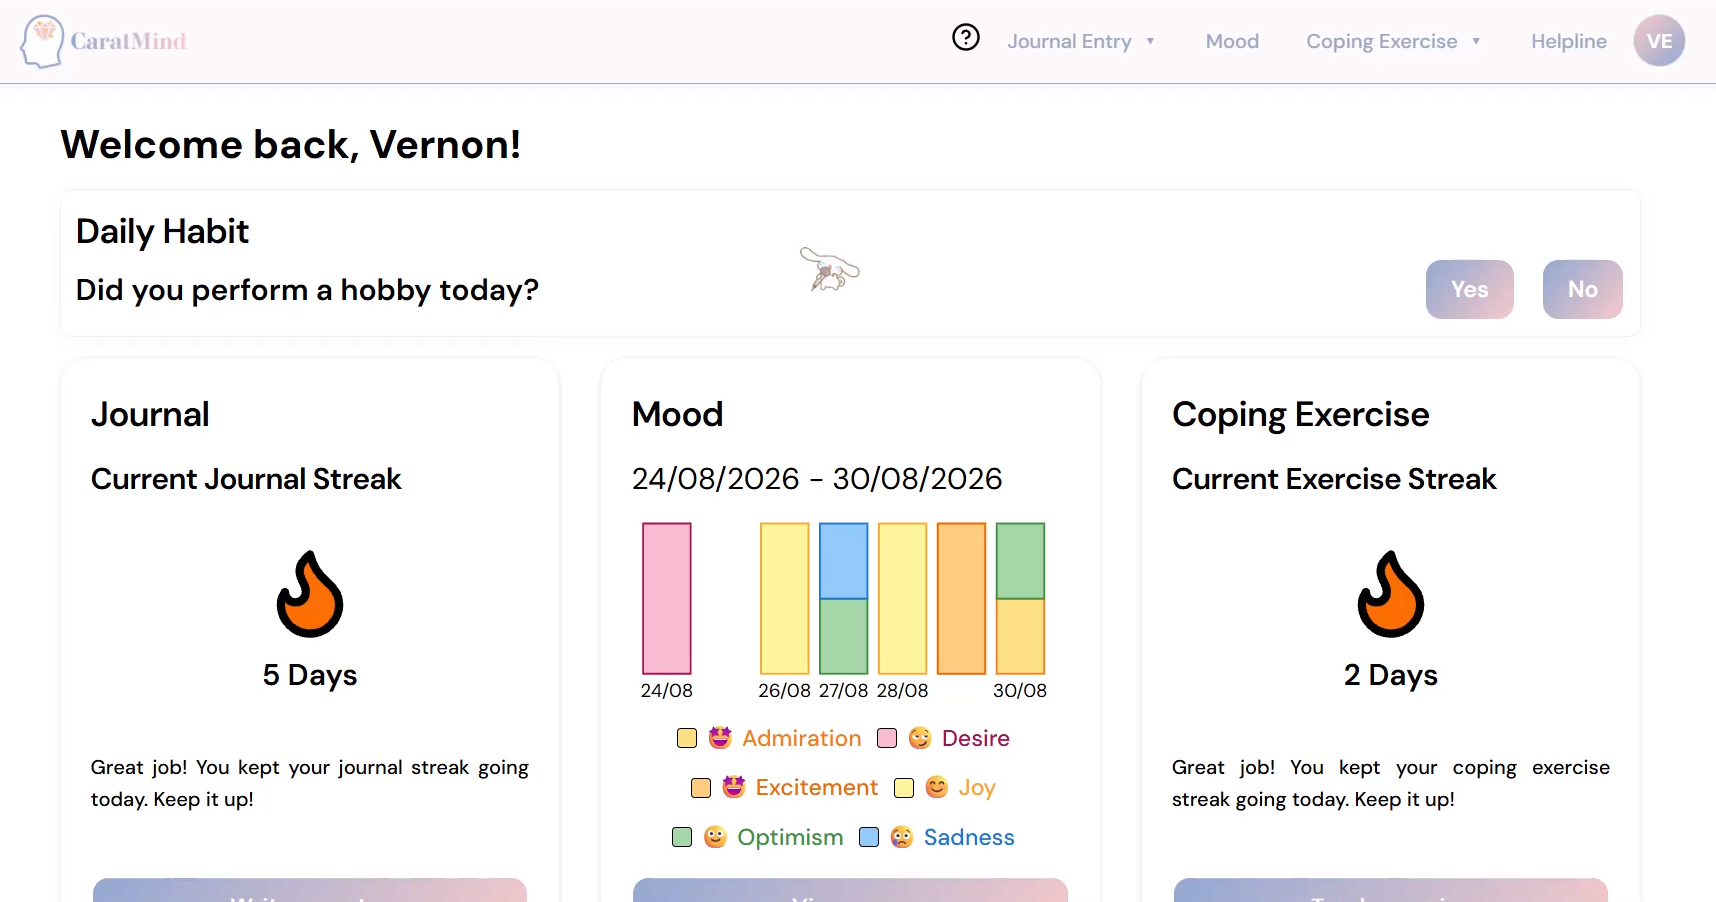 CaratMind
Journal Entry ▼
Mood
Coping Exercise ▼
Helpline
VE
Welcome back, Vernon!
Daily Habit
Did you perform a hobby today?
Yes
No
Journal
Current Journal Streak
5 Days
Great job! You kept your journal streak going
today. Keep it up!
Mood
24/08/2026 - 30/08/2026
24/08 26/08 27/08 28/08 30/08
Admiration Desire
Excitement Joy
Optimism Sadness
Coping Exercise
Current Exercise Streak
2 Days
Great job! You kept your coping exercise
streak going today. Keep it up!